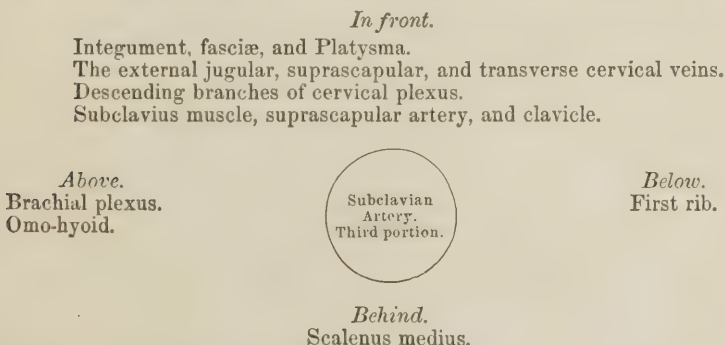 In front.
Integument, fasciæ, and Platysma.
The external jugular, suprascapular, and transverse cervical veins.
Descending branches of cervical plexus.
Subclavius muscle, suprascapular artery, and clavicle.
Above.
Brachial plexus.
Omo-hyoid.
Subclavian
Artery.
Third portion.
Below.
First rib.
Behind.
Scalenus medius.